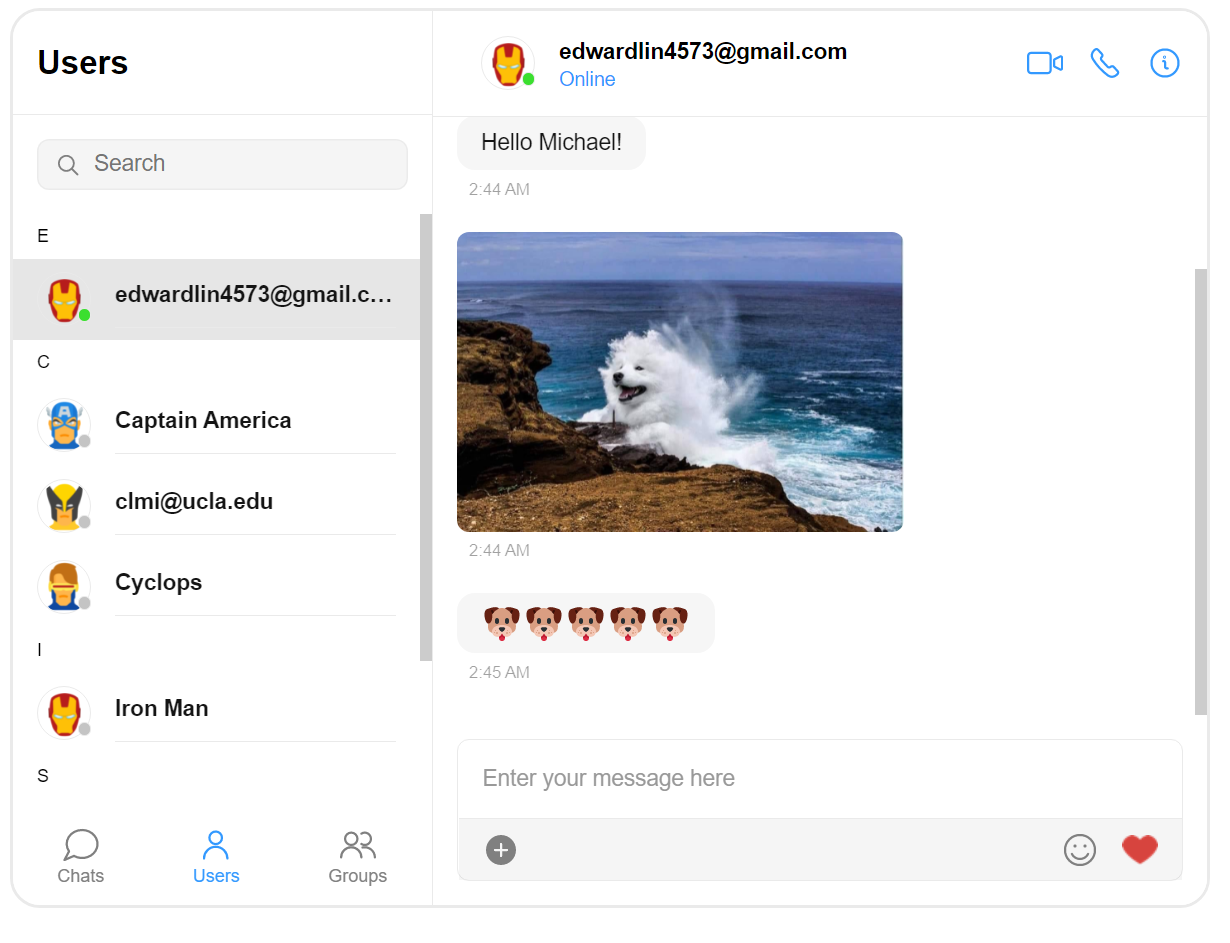 Users
Search
E
edwardlin4573@gmail.c...
C
Captain America
clmi@ucla.edu
Cyclops
I
Iron Man
S
Chats
Users
Groups
edwardlin4573@gmail.com
Online
Hello Michael!
2:44 AM
2:44 AM
🐶🐶🐶🐶🐶
2:45 AM
Enter your message here